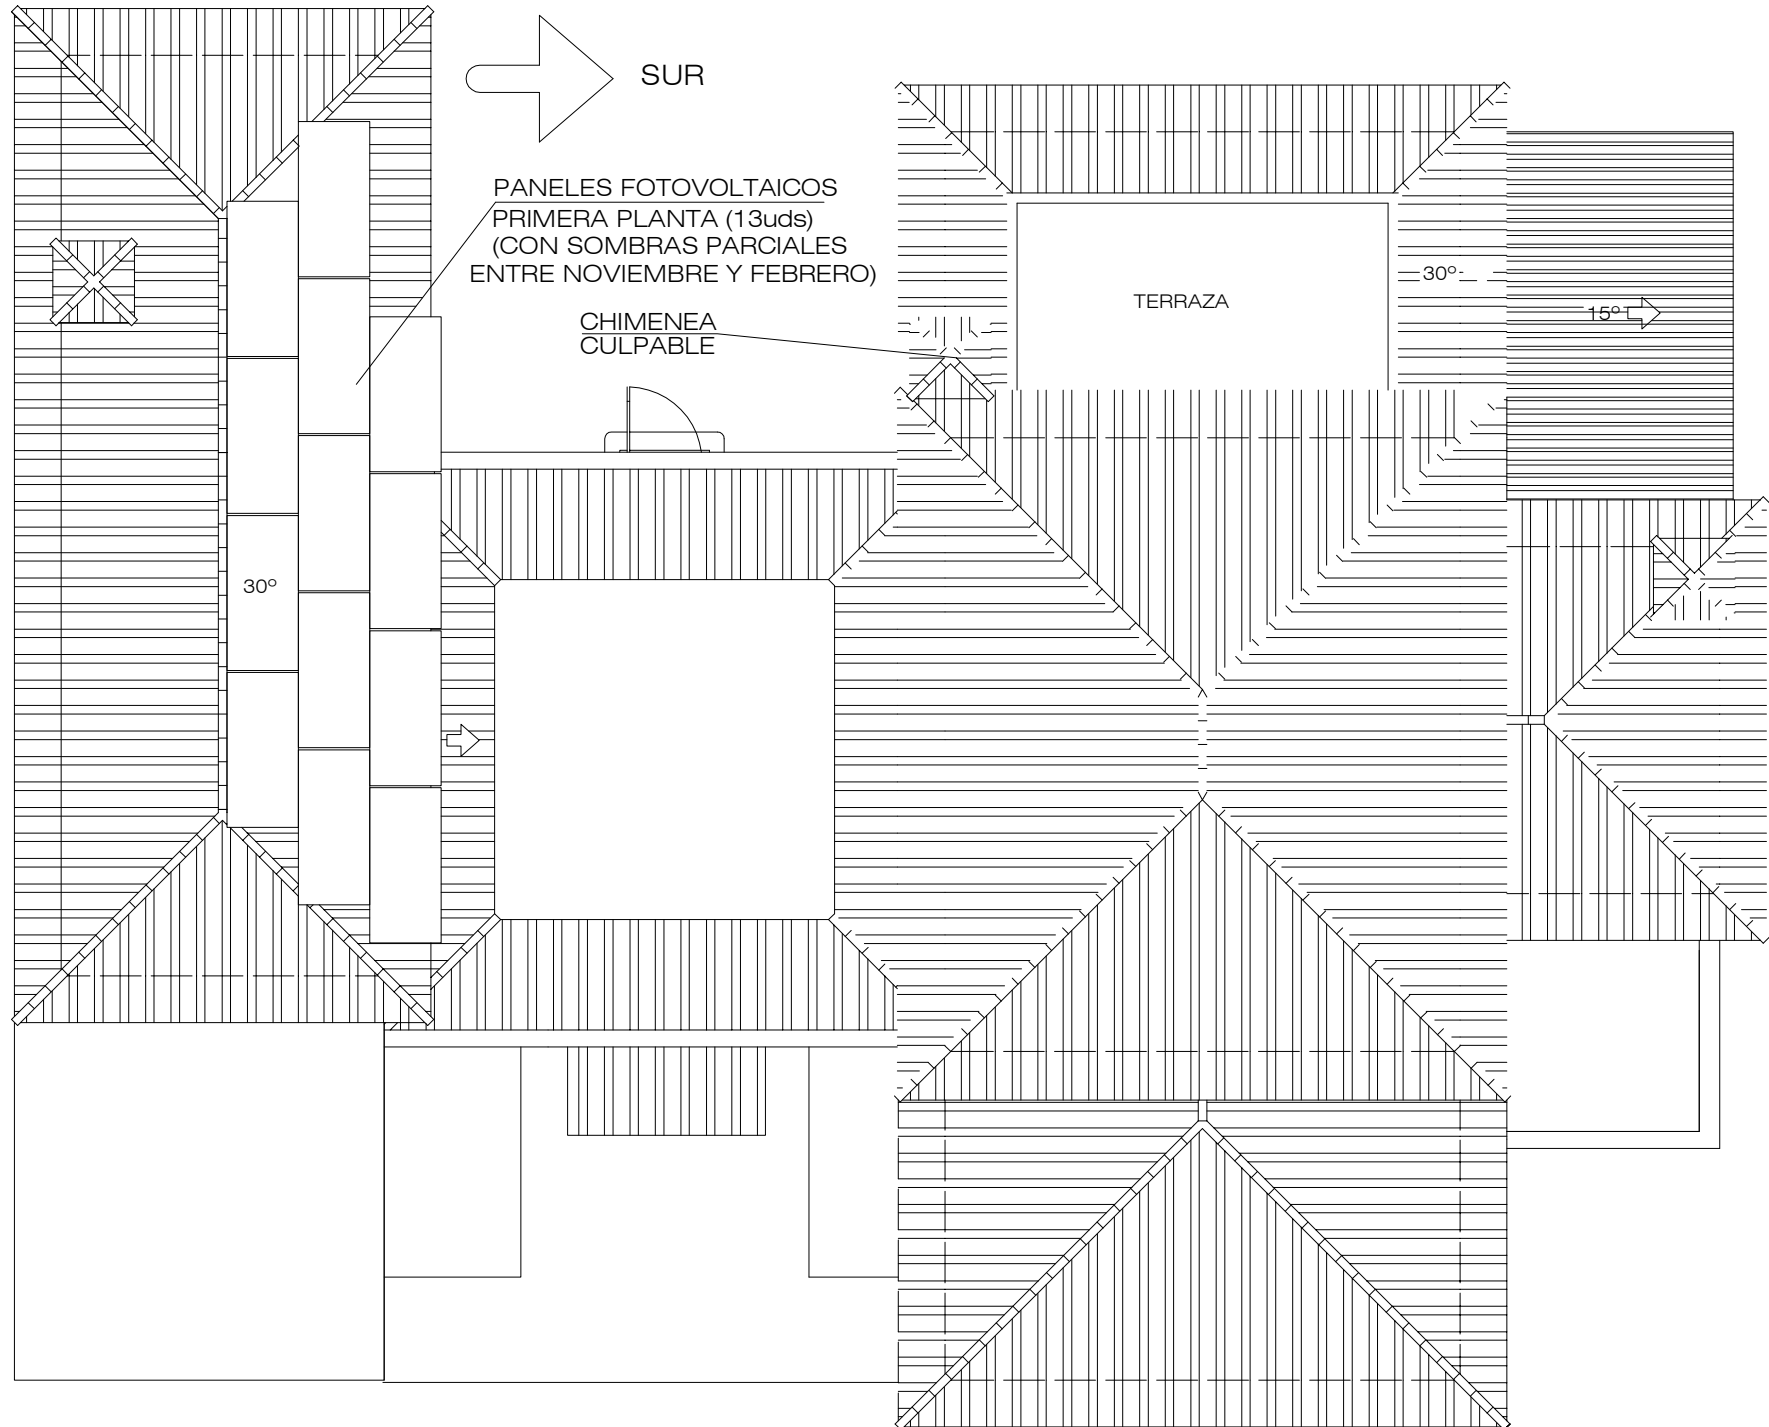 SUR
PANELES FOTOVOLTAICOS
PRIMERA PLANTA (13uds)
(CON SOMBRAS PARCIALES
ENTRE NOVIEMBRE Y FEBRERO)
CHIMENEA
CULPABLE
TERRAZA
30º
15º
30º